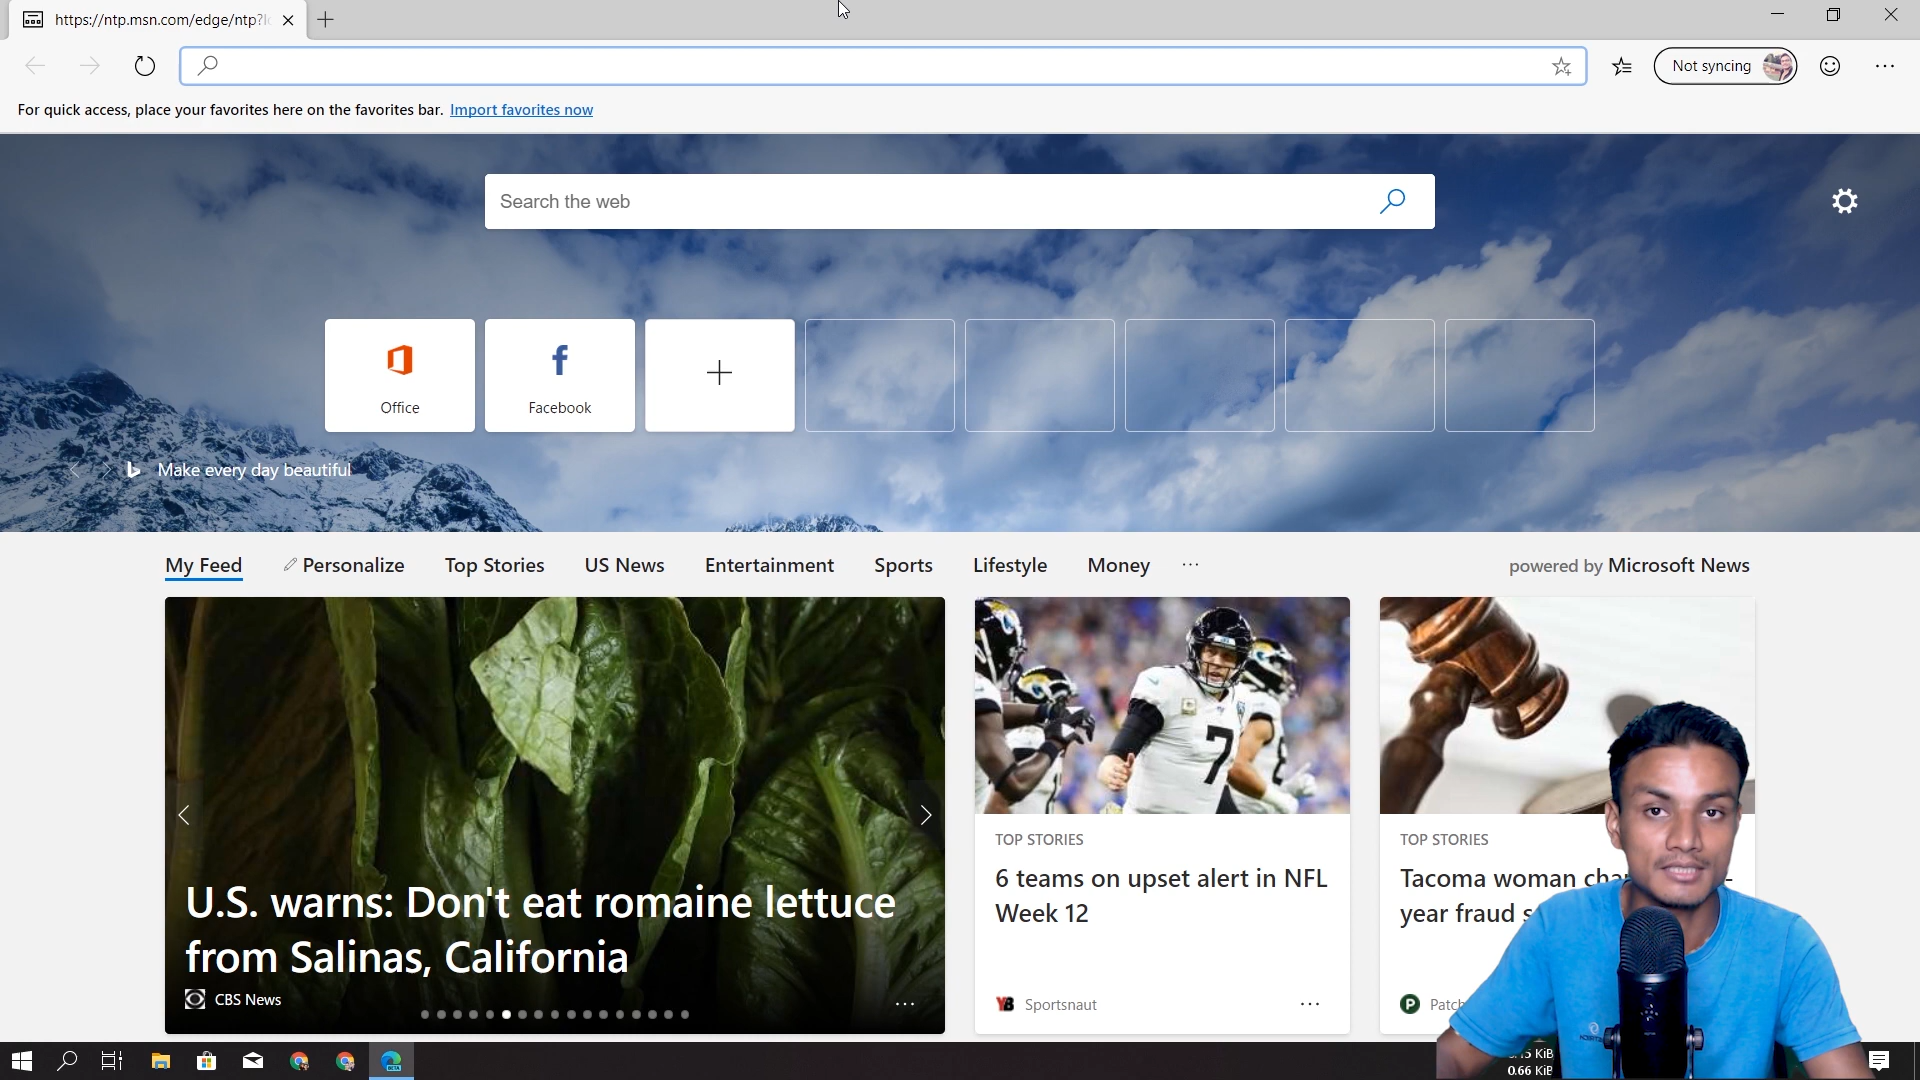 https://ntp.msn.com/edge/ntp?l
Not syncing
For quick access, place your favorites here on the favorites bar. Import favorites now
Search the web
Office
Facebook
Make every day beautiful
My Feed
Personalize
Top Stories
US News
Entertainment
Sports
Lifestyle
Money
powered by Microsoft News
U.S. warns: Don't eat romaine lettuce
from Salinas, California
CBS News
7
TOP STORIES
6 teams on upset alert in NFL
Week 12
Sportsnaut
TOP STORIES
Tacoma woman
year fraud
KiB
0.66 KiB